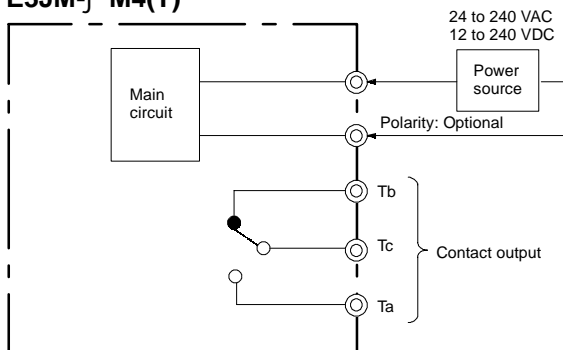 M4(T)
24 to 240 VAC
12 to 240 VDC
Power
source
Main
circuit
Polarity: Optional
Tb
Tc
Contact output
Ta